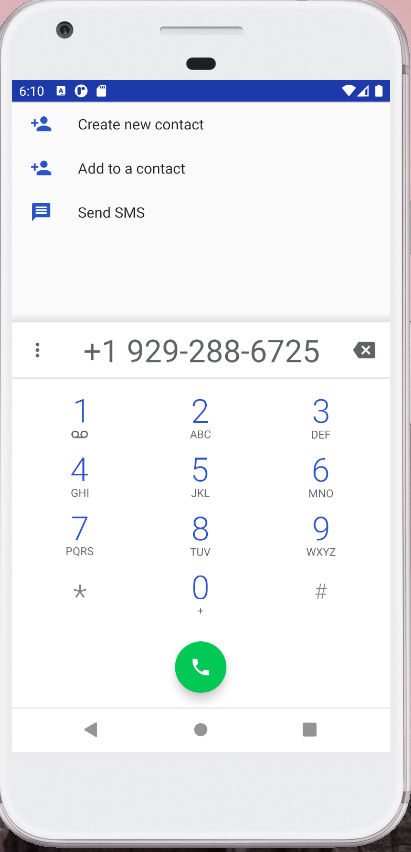 6:10
Create new contact
Add to a contact
Send SMS
+1 929-288-6725
1 2 3
ABC DEF
4 5 6
GHI JKL MNO
7 8 9
PQRS TUV WXYZ
* 0 #
+